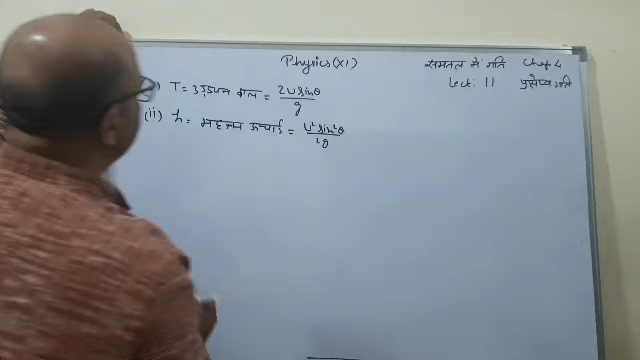 Physics (XI)
समतल में गति Chap 4
Lect: 11 प्रक्षेप्य गति
T = उड्डयन काल = 2u sinθ / g
(ii) h = महत्तम ऊँचाई = u² sin²θ / 2g